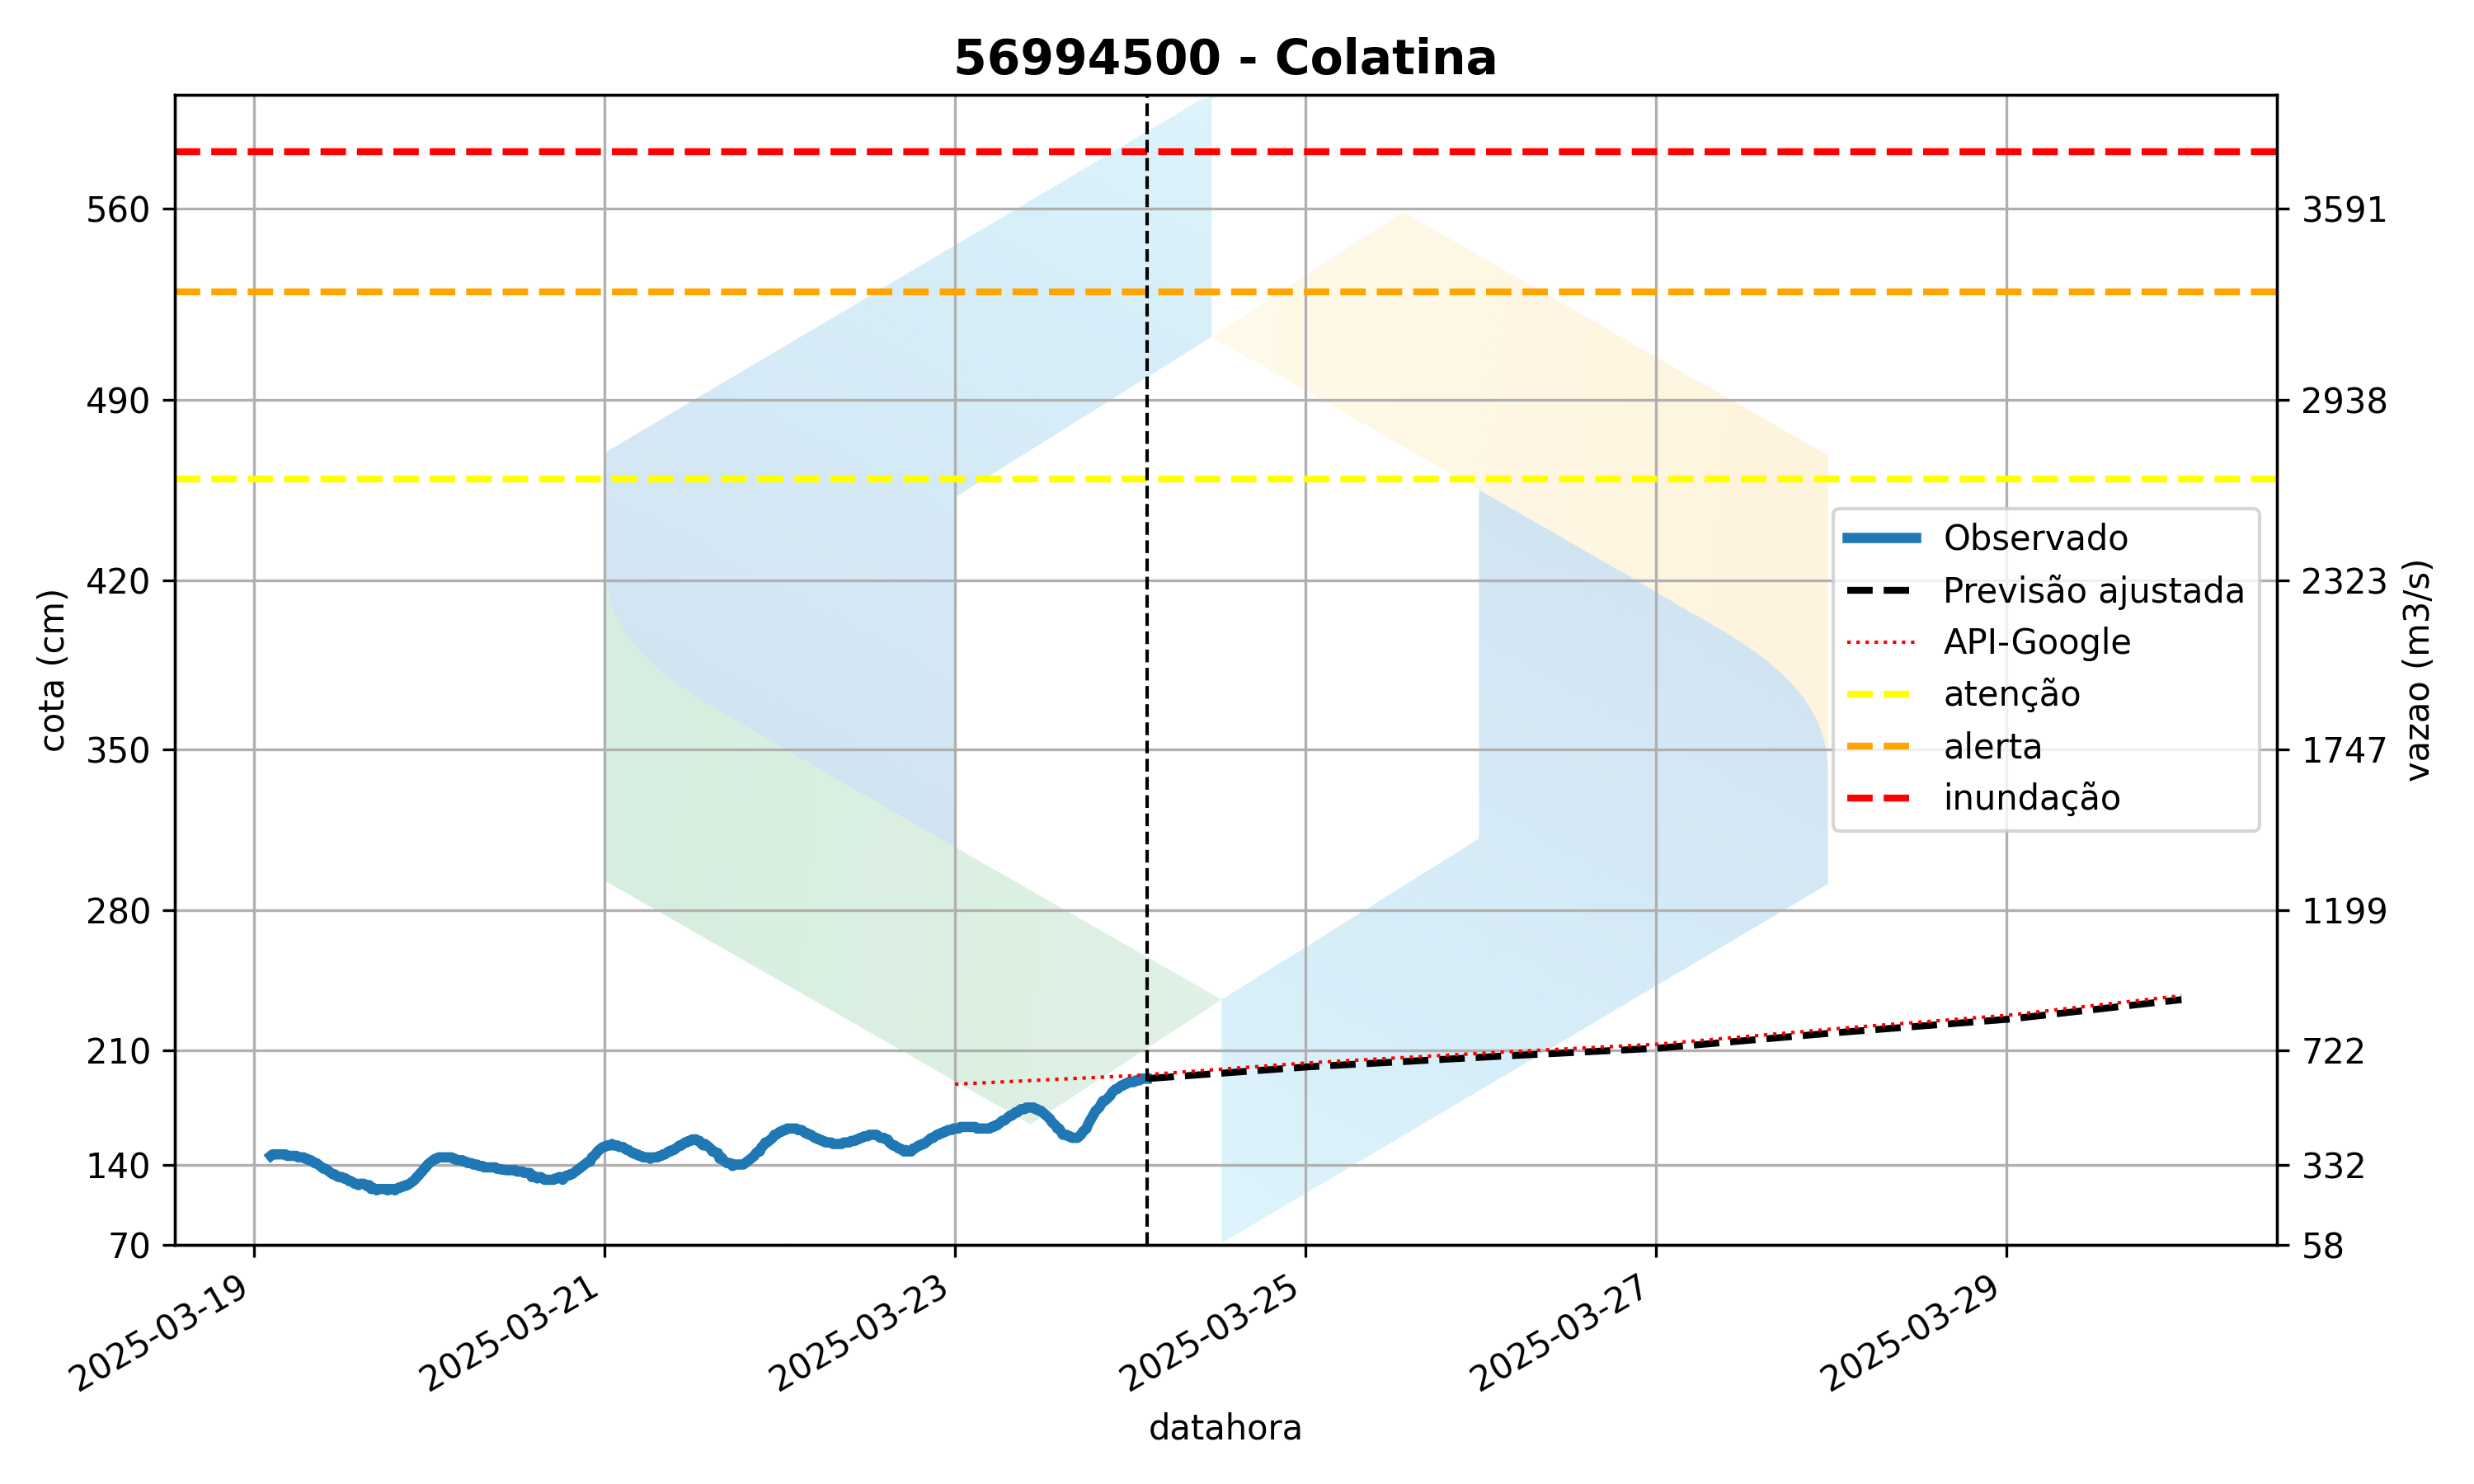 56994500 - Colatina
560
490
420
350
280
210
140
70
cota (cm)
3591
2938
2323
1747
1199
722
332
58
vazao (m3/s)
Observado
Previsão ajustada
API-Google
atenção
alerta
inundação
2025-03-19
2025-03-21
2025-03-23
2025-03-25
2025-03-27
2025-03-29
datahora